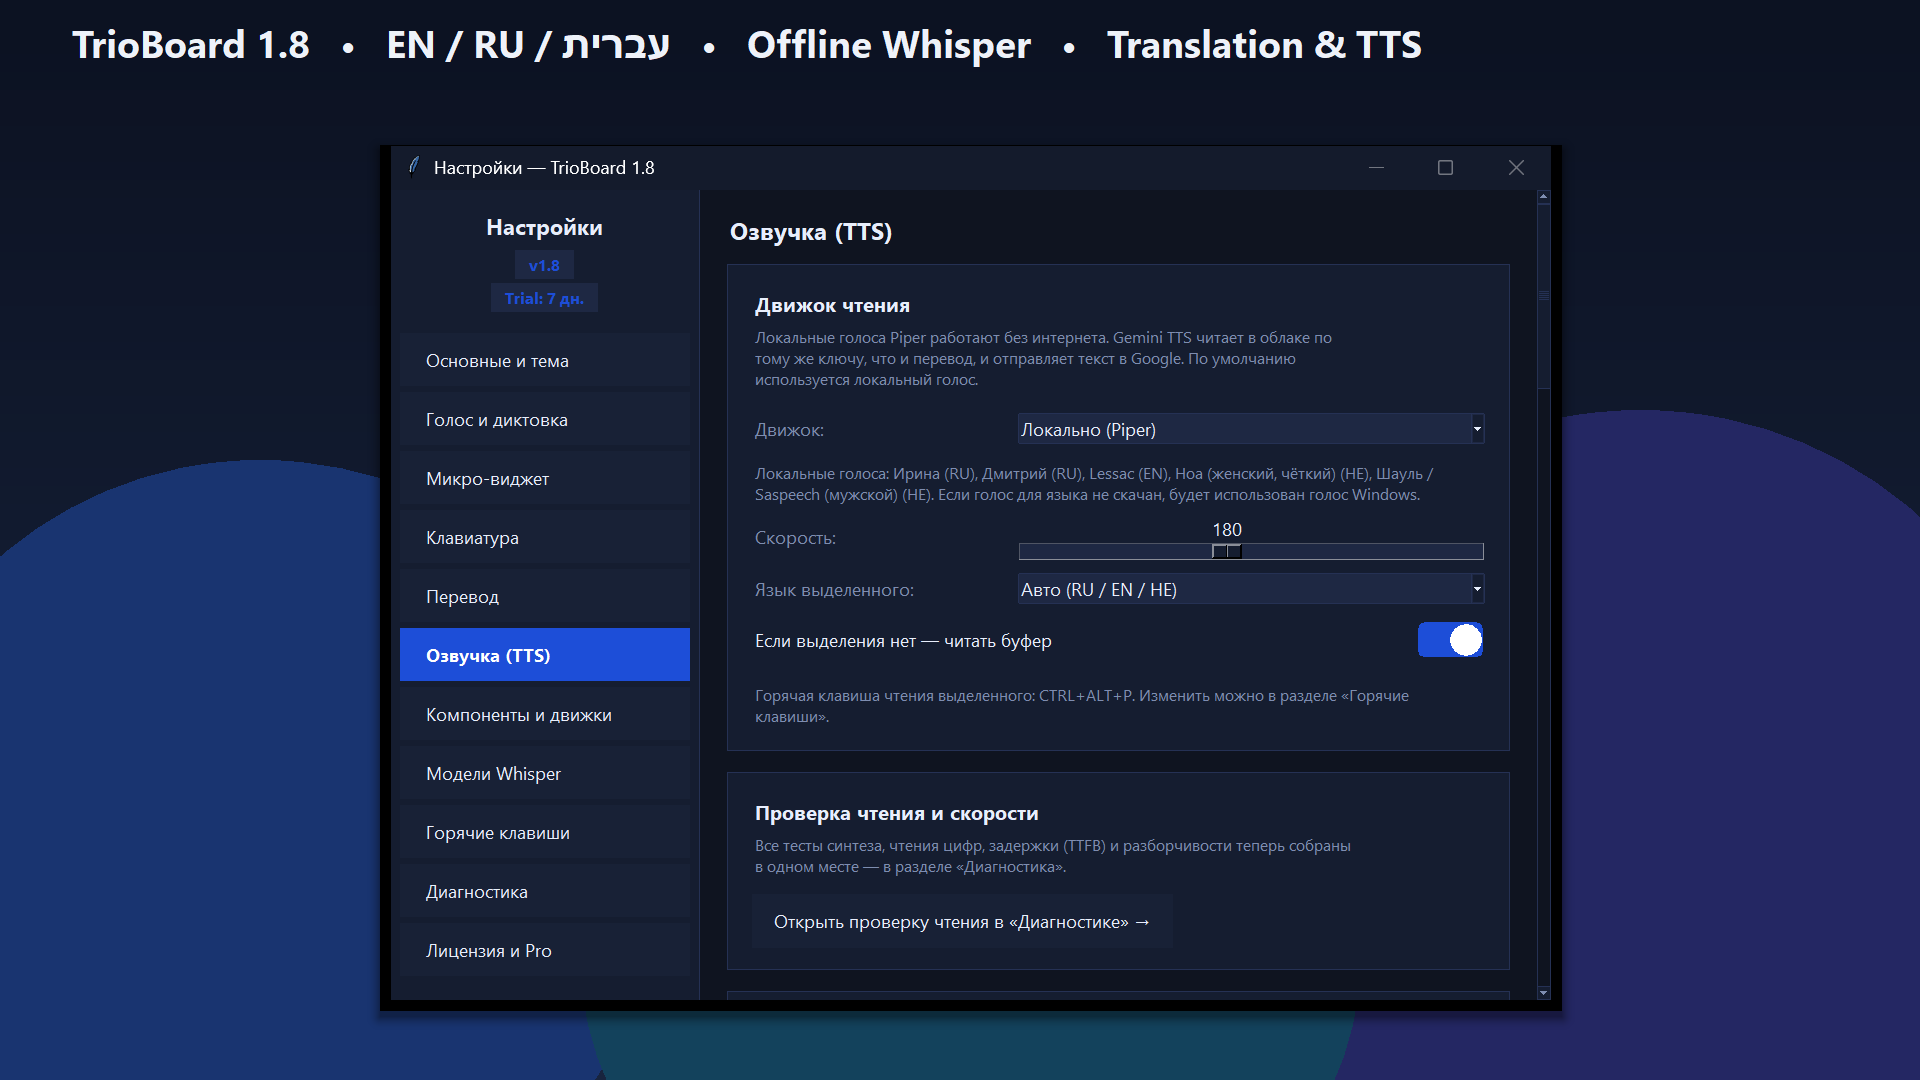 TrioBoard 1.8 • EN / RU / עברית • Offline Whisper • Translation & TTS
Настройки — TrioBoard 1.8
Настройки
v1.8
Trial: 7 дн.
Основные и тема
Голос и диктовка
Микро-виджет
Клавиатура
Перевод
Озвучка (TTS)
Компоненты и движки
Модели Whisper
Горячие клавиши
Диагностика
Лицензия и Pro
Озвучка (TTS)
Движок чтения
Локальные голоса Piper работают без интернета. Gemini TTS читает в облаке по
тому же ключу, что и перевод, и отправляет текст в Google. По умолчанию
используется локальный голос.
Движок: Локально (Piper)
Локальные голоса: Ирина (RU), Дмитрий (RU), Lessac (EN), Ноа (женский, чёткий) (HE), Шауль /
Saspeech (мужской) (HE). Если голос для языка не скачан, будет использован голос Windows.
180
Скорость:
Язык выделенного: Авто (RU / EN / HE)
Если выделения нет — читать буфер
Горячая клавиша чтения выделенного: CTRL+ALT+P. Изменить можно в разделе «Горячие
клавиши».
Проверка чтения и скорости
Все тесты синтеза, чтения цифр, задержки (TTFB) и разборчивости теперь собраны
в одном месте — в разделе «Диагностика».
Открыть проверку чтения в «Диагностике» →